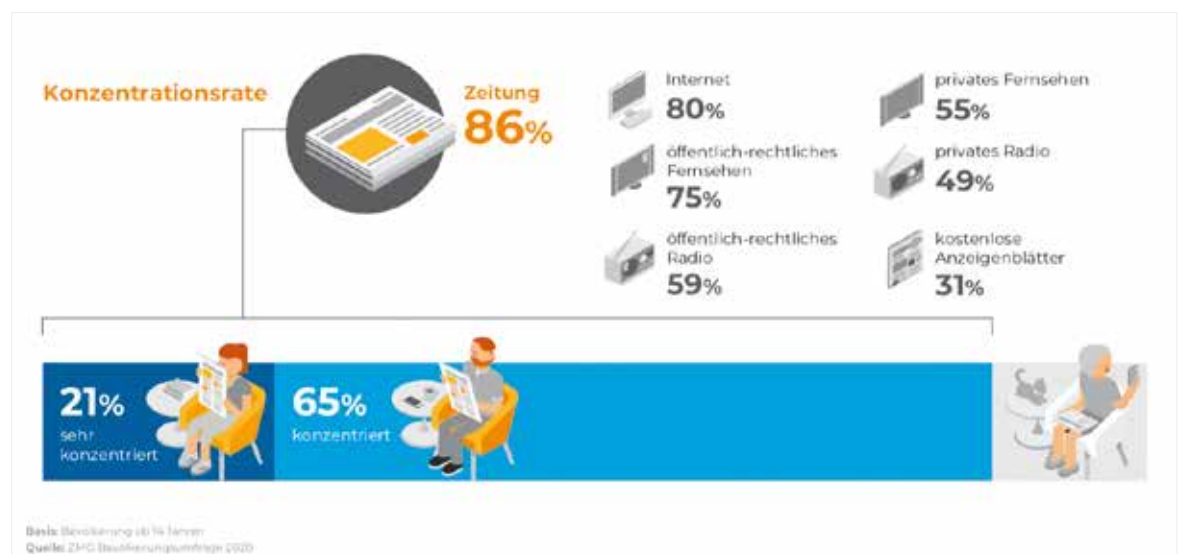 Konzentrationsrate
Zeitung
86%
Internet
80%
öffentlich-rechtliches
Fernsehen
75%
öffentlich-rechtliches
Radio
59%
privates Fernsehen
55%
privates Radio
49%
kostenlose
Anzeigenblätter
31%
21%
sehr
konzentriert
65%
konzentriert
Basis: Bevölkerung ab 14 Jahren
Quelle: ZMG Bevölkerungsumfrage 2020